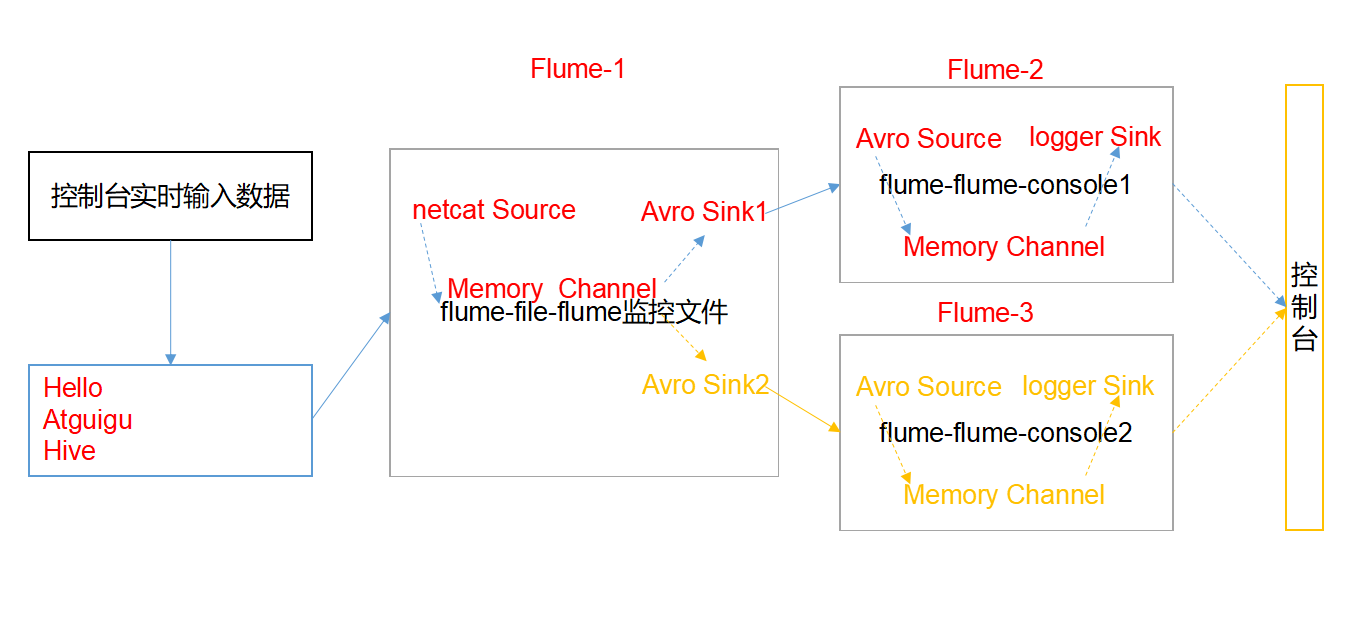 控制台实时输入数据
Hello
Atguigu
Hive
Flume-1
netcat Source
Avro Sink1
Memory  Channel
flume-file-flume监控文件
Avro Sink2
Flume-2
Avro Source
logger Sink
flume-flume-console1
Memory Channel
Flume-3
Avro Source
logger Sink
flume-flume-console2
Memory Channel
控
制
台